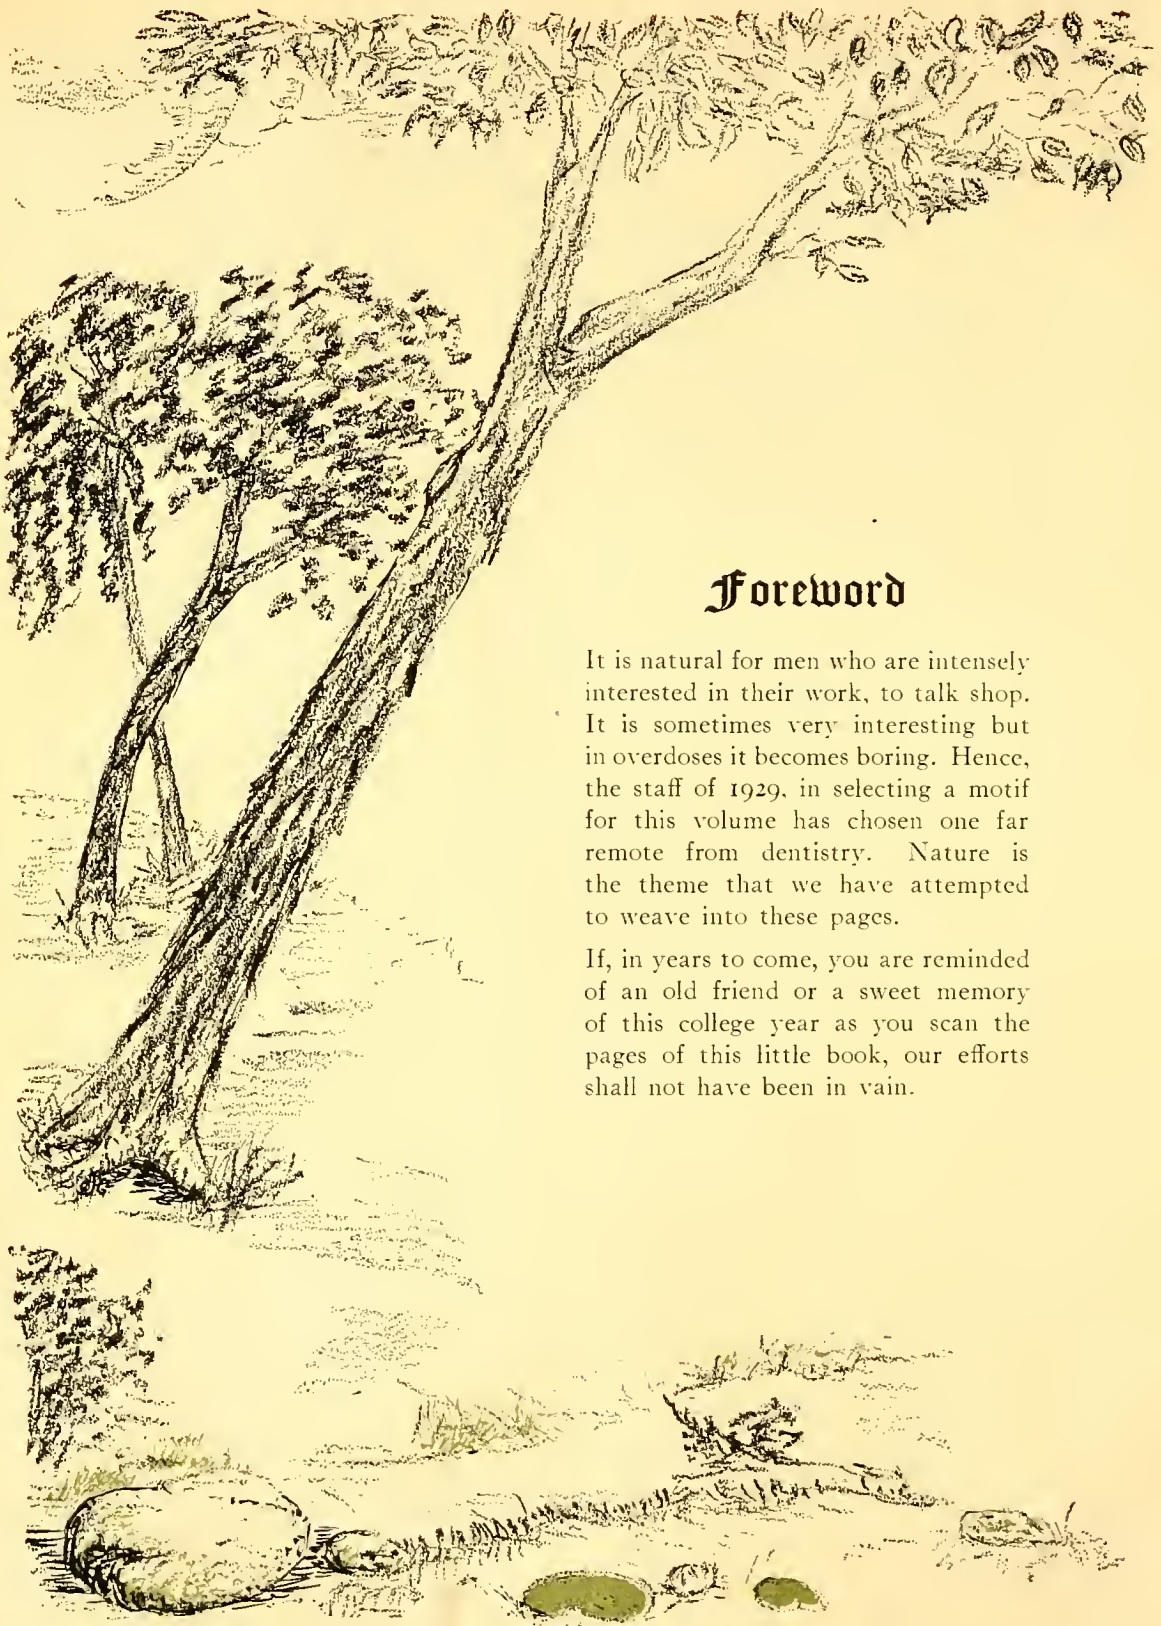 Foreword
It is natural for men who are intensely
interested in their work, to talk shop.
It is sometimes very interesting but
in overdoses it becomes boring. Hence,
the staff of 1929, in selecting a motif
for this volume has chosen one far
remote from dentistry. Nature is
the theme that we have attempted
to weave into these pages.
If, in years to come, you are reminded
of an old friend or a sweet memory
of this college year as you scan the
pages of this little book, our efforts
shall not have been in vain.